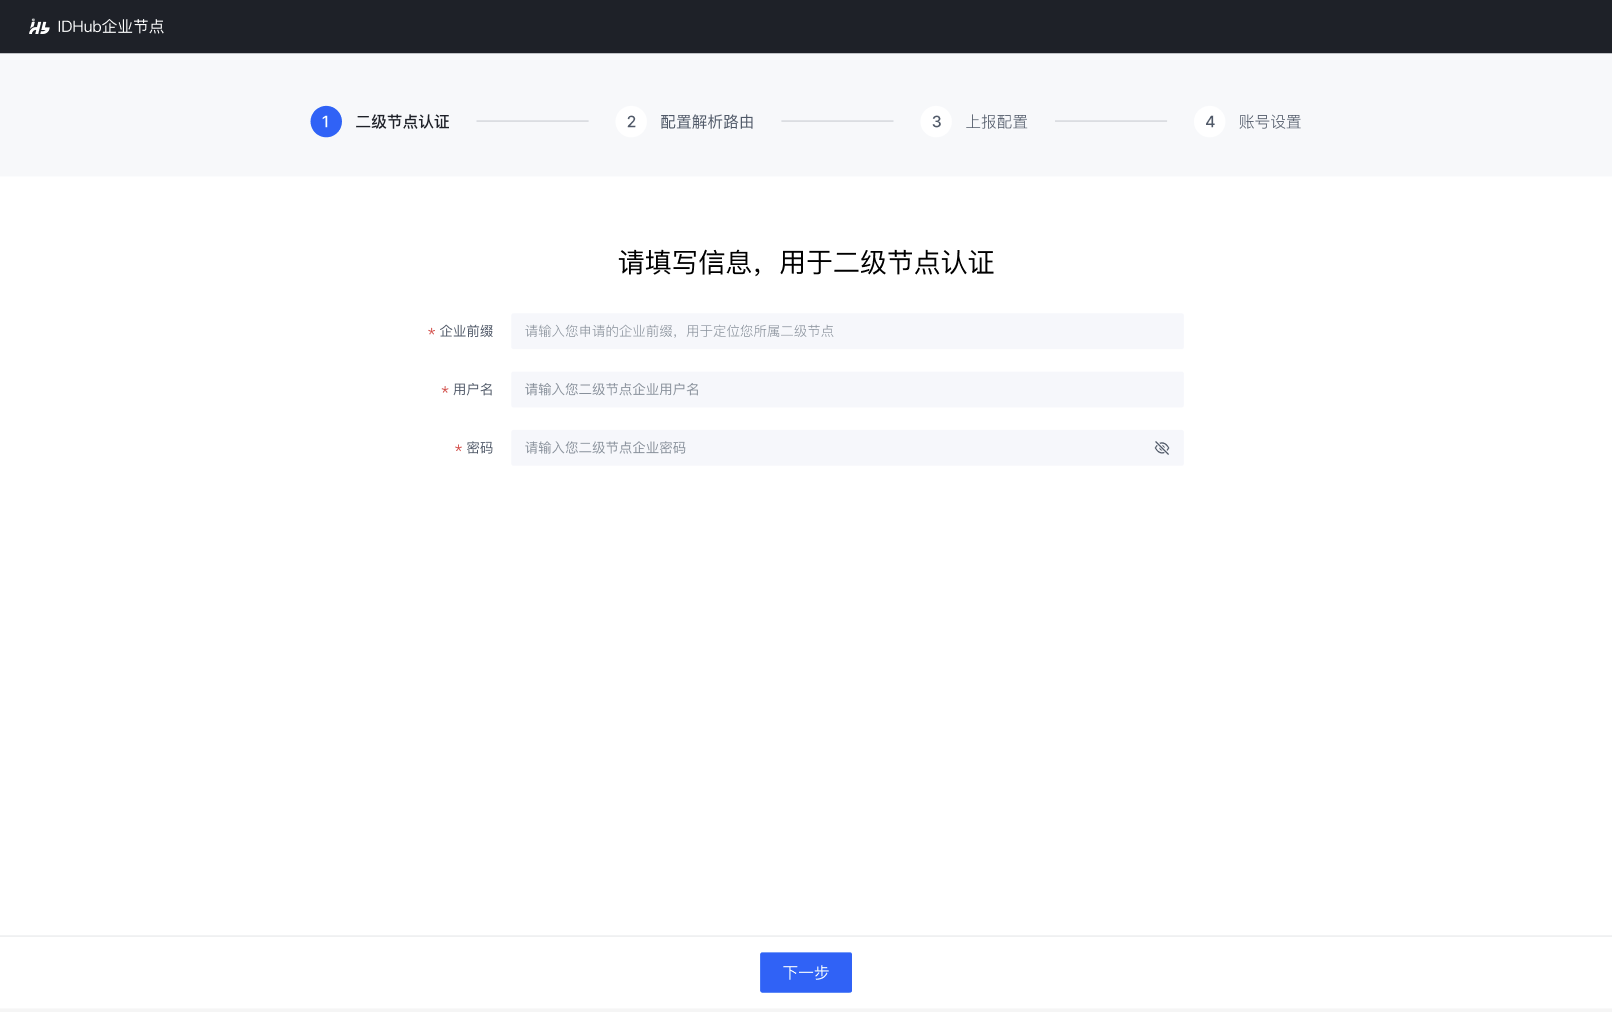 IDHub企业节点
1 二级节点认证
2 配置解析路由
3 上报配置
4 账号设置
请填写信息，用于二级节点认证
* 企业前缀 请输入您申请的企业前缀，用于定位您所属二级节点
* 用户名 请输入您二级节点企业用户名
* 密码 请输入您二级节点企业密码
下一步